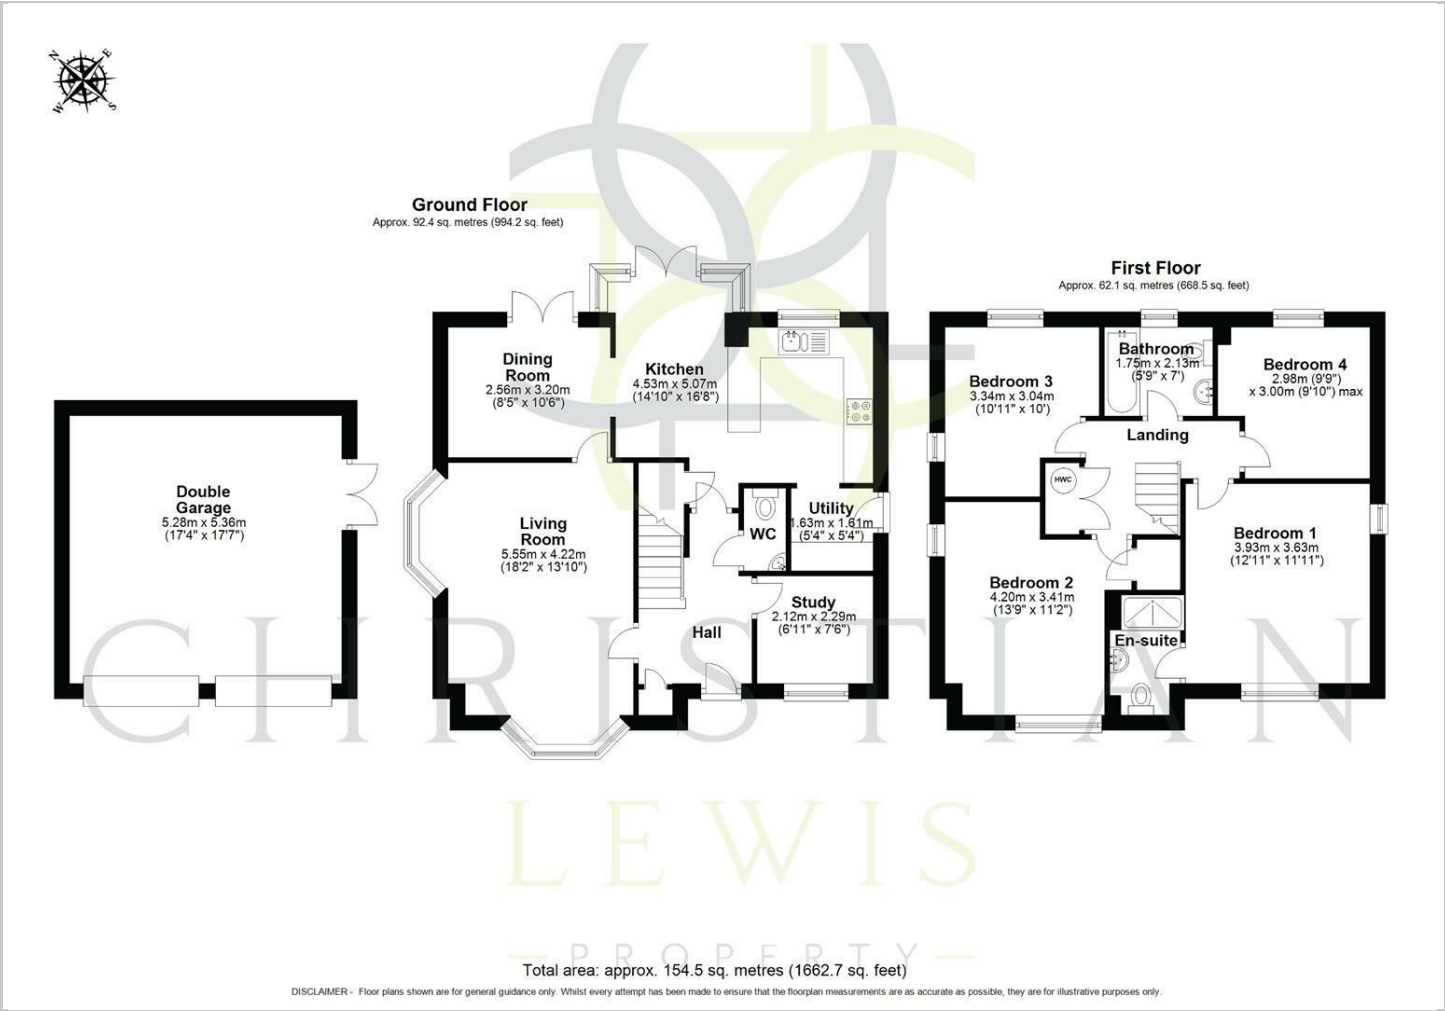 N
E
W
S
Ground Floor
Approx. 92.4 sq. metres (994.2 sq. feet)
First Floor
Approx. 62.1 sq. metres (668.5 sq. feet)
Double
Garage
5.28m x 5.36m
(17'4" x 17'7")
Dining
Room
2.56m x 3.20m
(8'5" x 10'6")
Kitchen
4.53m x 5.07m
(14'10" x 16'8")
Living
Room
5.55m x 4.22m
(18'2" x 13'10")
WC
Utility
1.63m x 1.61m
(5'4" x 5'4")
Study
2.12m x 2.29m
(6'11" x 7'6")
Hall
Bedroom 3
3.34m x 3.04m
(10'11" x 10')
Bathroom
1.75m x 2.13m
(5'9" x 7')
Bedroom 4
2.98m (9'9")
x 3.00m (9'10") max
Landing
HWC
Bedroom 1
3.93m x 3.63m
(12'11" x 11'11")
Bedroom 2
4.20m x 3.41m
(13'9" x 11'2")
En-suite
CHRISTIAN
LEWIS
PROPERTY
Total area: approx. 154.5 sq. metres (1662.7 sq. feet)
DISCLAIMER - Floor plans shown are for general guidance only. Whilst every attempt has been made to ensure that the floorplan measurements are as accurate as possible, they are for illustrative purposes only.